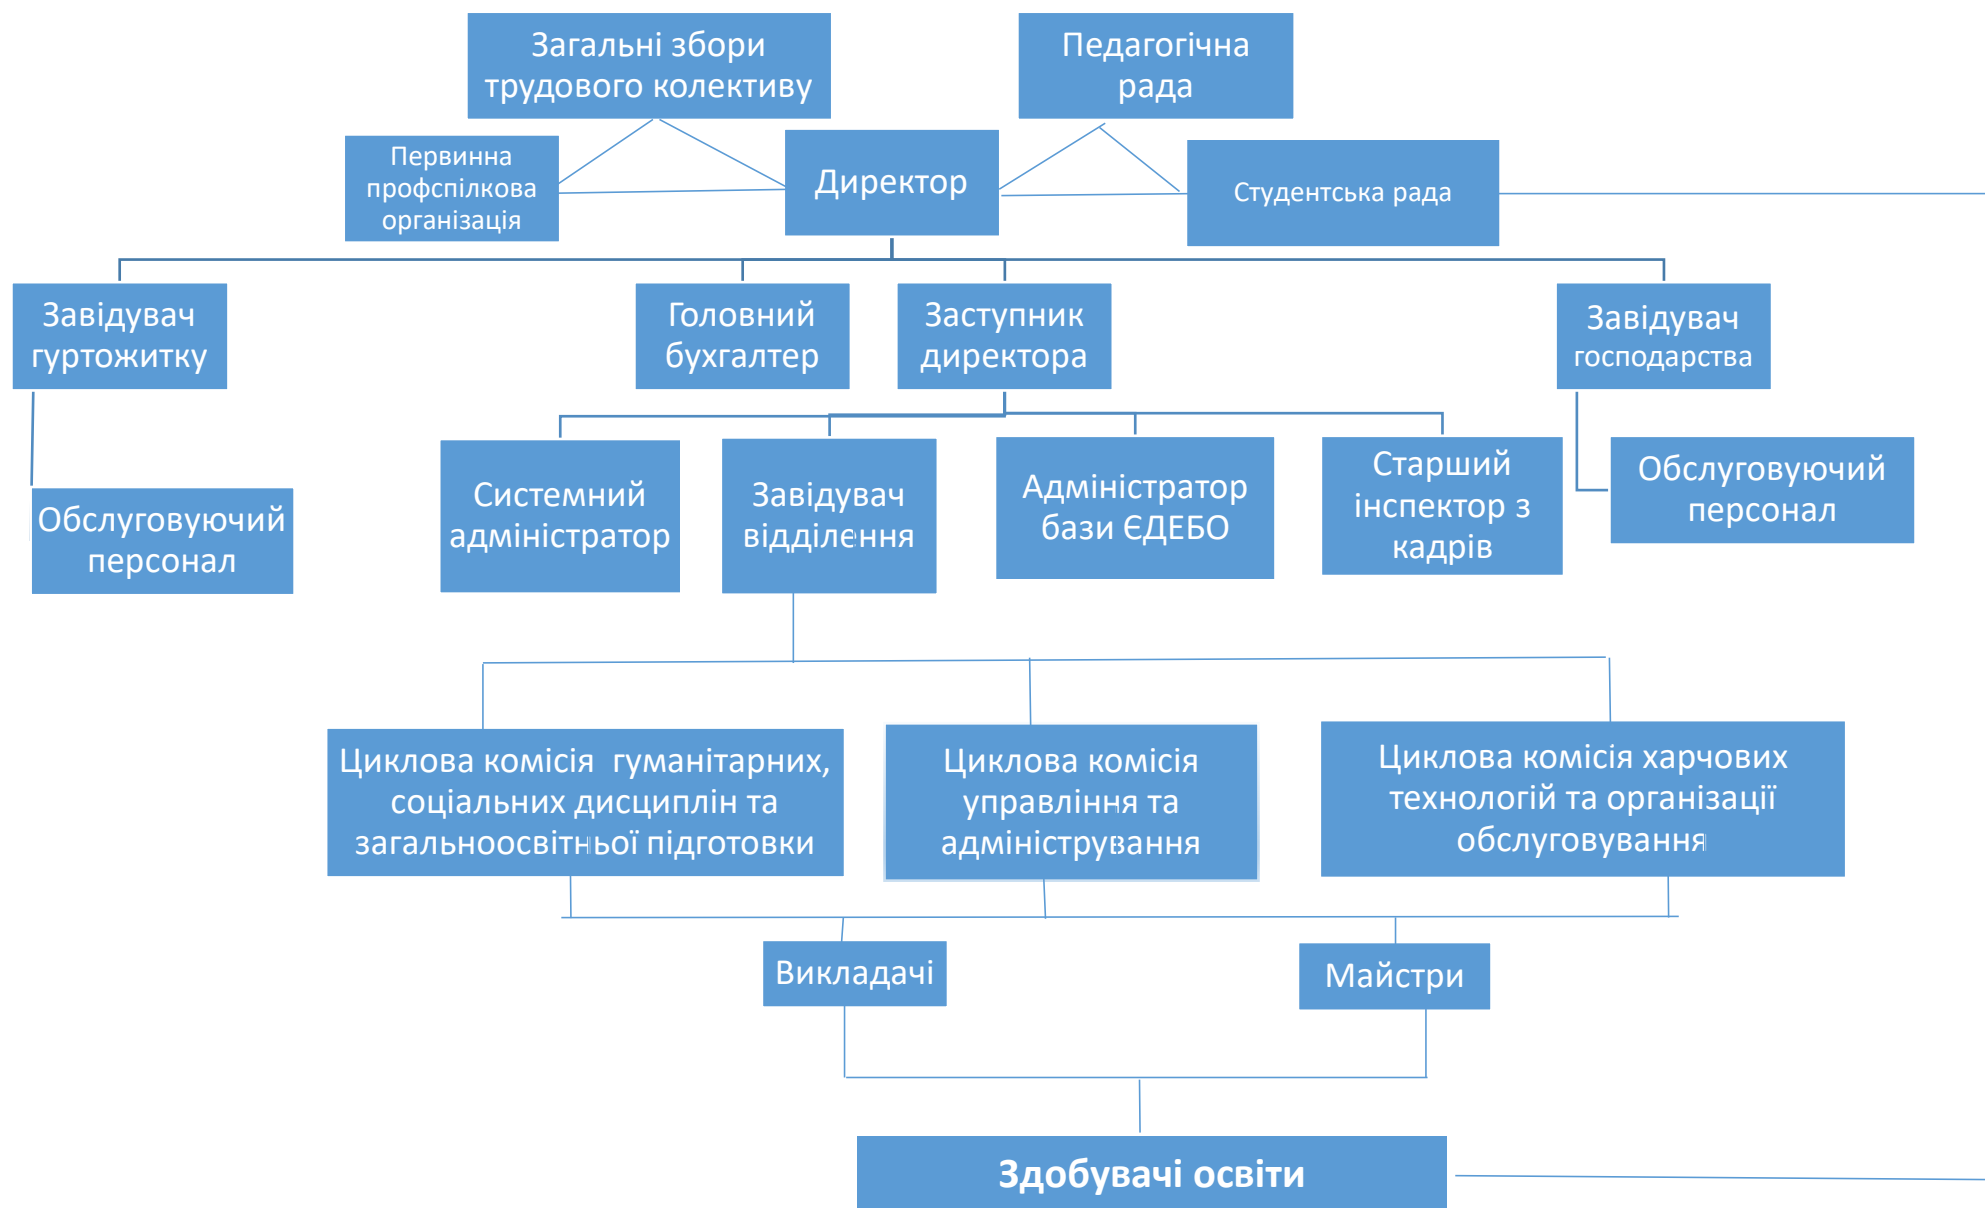 Загальні збори
трудового колективу
Педагогічна
рада
Первинна
профспілкова
організація
Директор
Студентська рада
Завідувач
гуртожитку
Головний
бухгалтер
Заступник
директора
Завідувач
господарства
Обслуговуючий
персонал
Системний
адміністратор
Завідувач
відділення
Адміністратор
бази ЄДЕБО
Старший
інспектор з
кадрів
Обслуговуючий
персонал
Циклова комісія гуманітарних,
соціальних дисциплін та
загальноосвітньої підготовки
Циклова комісія
управління та
адміністрування
Циклова комісія харчових
технологій та організації
обслуговування
Викладачі
Майстри
Здобувачі освіти